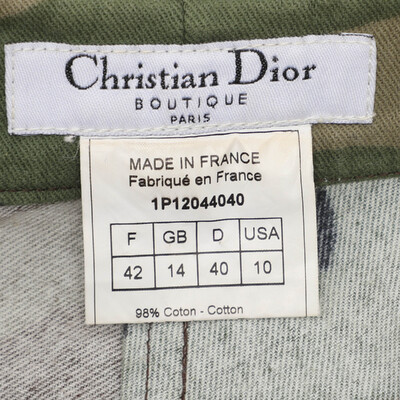 Christian Dior
BOUTIQUE
PARIS
MADE IN FRANCE
Fabriqué en France
1P12044040
F GB D USA
42 14 40 10
98% Coton - Cotton